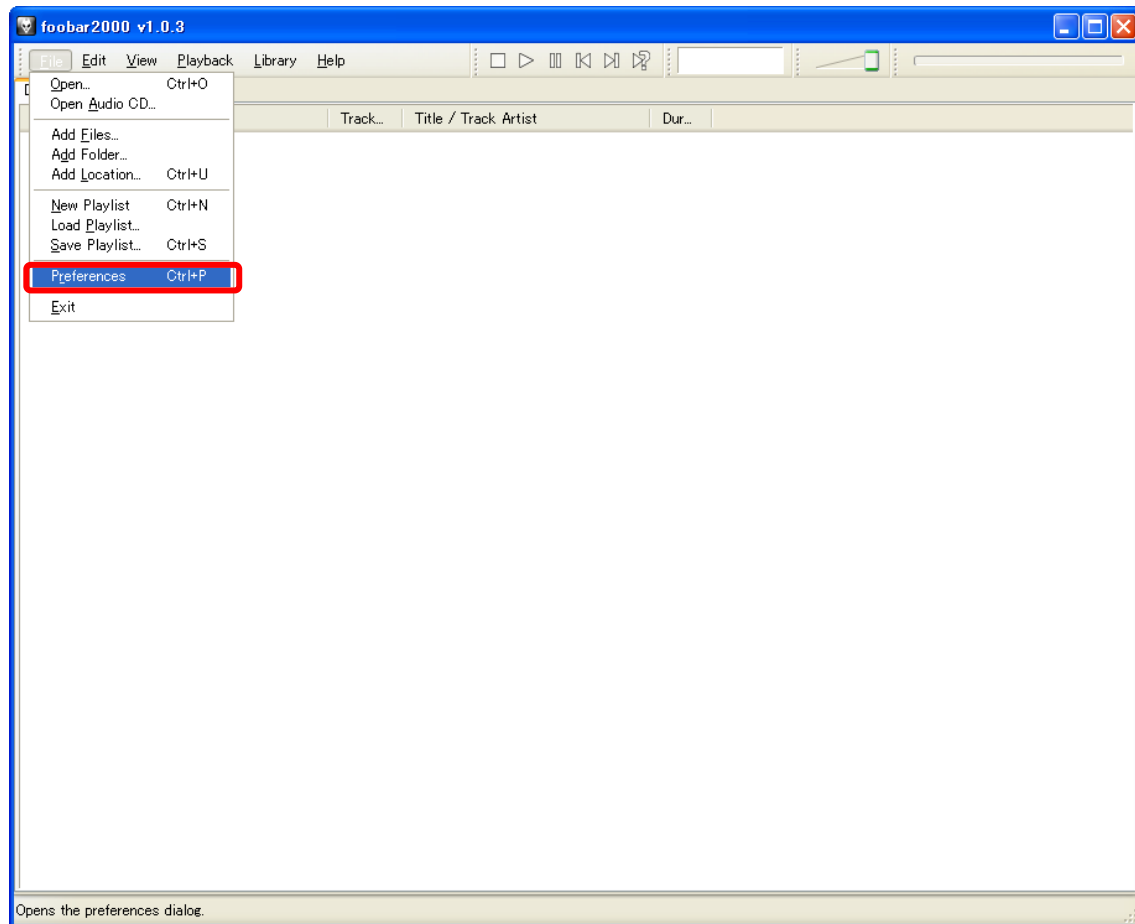 foobar2000 v1.0.3
File Edit View Playback Library Help
Open... Ctrl+O
Open Audio CD...
Track... Title / Track Artist Dur...
Add Files...
Add Folder...
Add Location... Ctrl+U
New Playlist Ctrl+N
Load Playlist...
Save Playlist... Ctrl+S
Preferences Ctrl+P
Exit
Opens the preferences dialog.